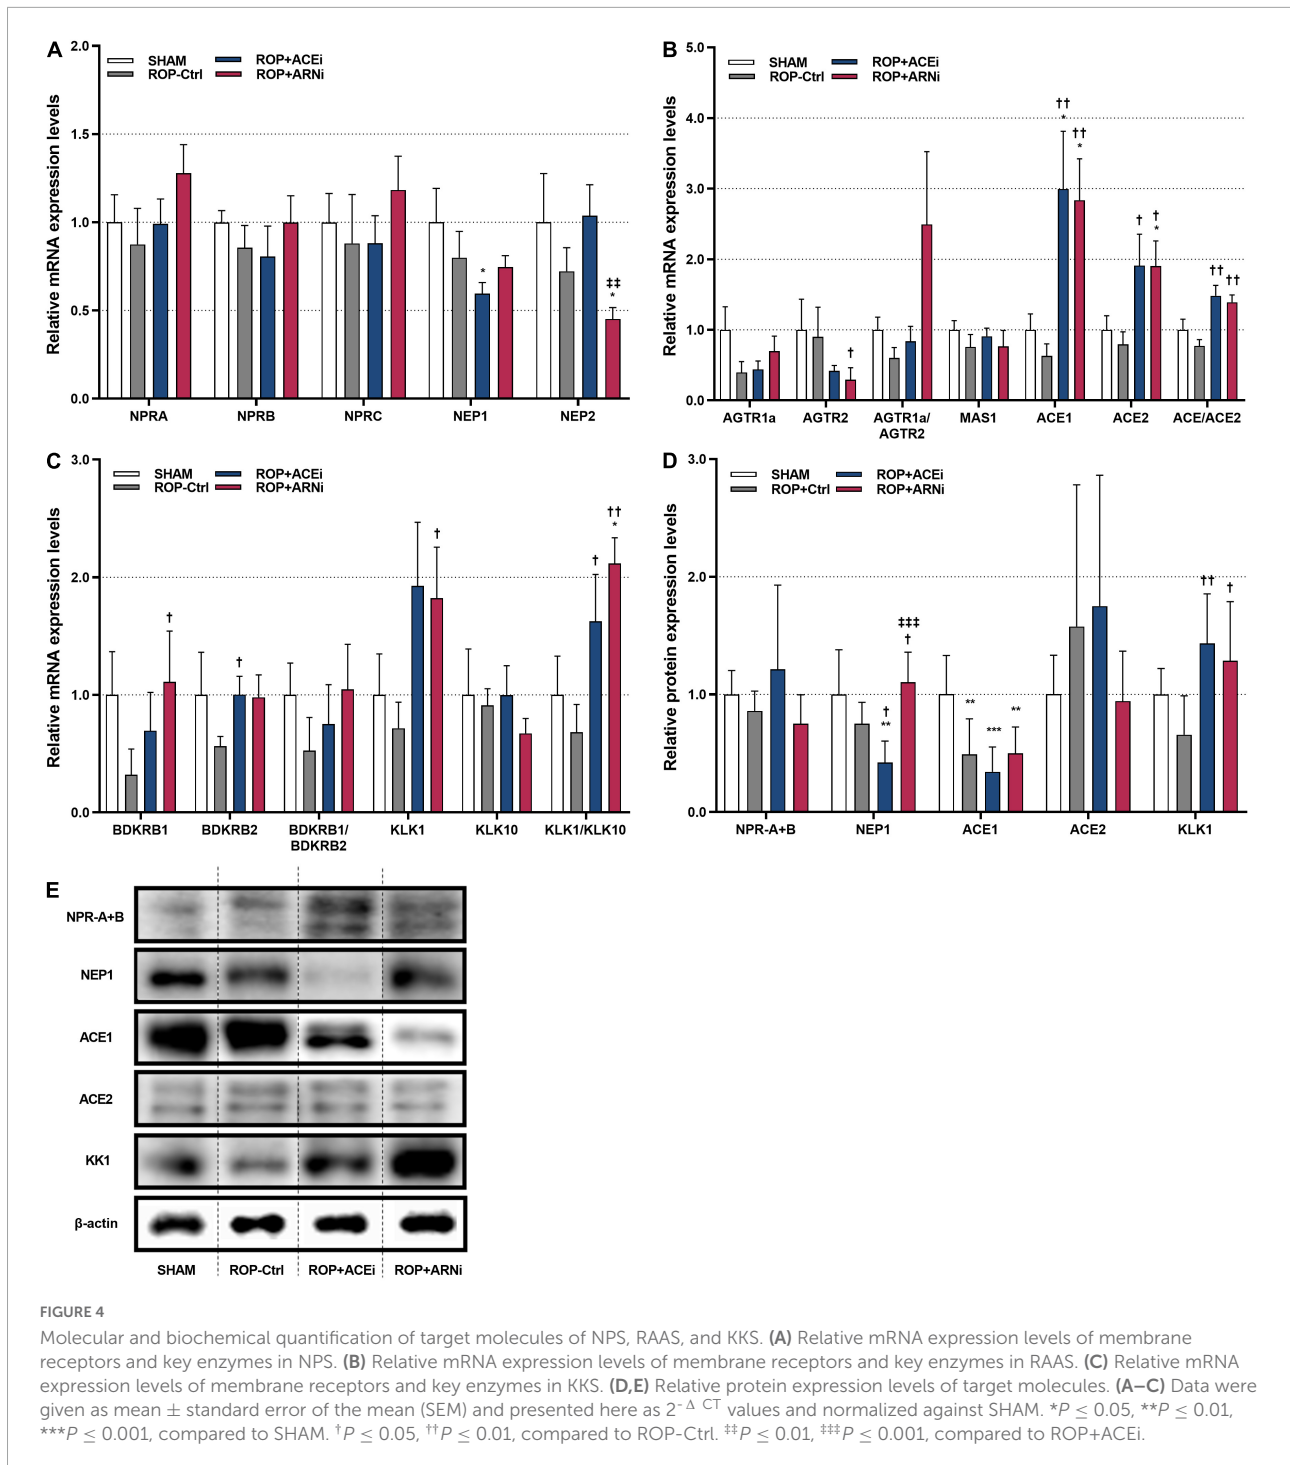 A
2.0
1.5
1.0
0.5
0.0
Relative mRNA expression levels
SHAM
ROP-Ctrl
ROP+ACEi
ROP+ARNi
*
‡‡
*
NPRA NPRB NPRC NEP1 NEP2
B
5.0
4.0
3.0
2.0
1.0
0.0
Relative mRNA expression levels
SHAM
ROP-Ctrl
ROP+ACEi
ROP+ARNi
†
††
*
††
*
†
†
*
††
††
AGTR1a AGTR2 AGTR1a/ MAS1 ACE1 ACE2 ACE/ACE2
AGTR2
C
3.0
2.0
1.0
0.0
Relative mRNA expression levels
SHAM
ROP-Ctrl
ROP+ACEi
ROP+ARNi
†
†
†
†
††
*
BDKRB1 BDKRB2 BDKRB1/ KLK1 KLK10 KLK1/KLK10
BDKRB2
D
3.0
2.0
1.0
0.0
Relative protein expression levels
SHAM
ROP+Ctrl
ROP+ACEi
ROP+ARNi
†
**
‡‡‡
†
**
***
**
††
†
NPR-A+B NEP1 ACE1 ACE2 KLK1
E
NPR-A+B
NEP1
ACE1
ACE2
KK1
β-actin
SHAM ROP-Ctrl ROP+ACEi ROP+ARNi
FIGURE 4
Molecular and biochemical quantification of target molecules of NPS, RAAS, and KKS. (A) Relative mRNA expression levels of membrane
receptors and key enzymes in NPS. (B) Relative mRNA expression levels of membrane receptors and key enzymes in RAAS. (C) Relative mRNA
expression levels of membrane receptors and key enzymes in KKS. (D,E) Relative protein expression levels of target molecules. (A–C) Data were
given as mean ± standard error of the mean (SEM) and presented here as 2^-Δ CT values and normalized against SHAM. *P ≤ 0.05, **P ≤ 0.01,
***P ≤ 0.001, compared to SHAM. †P ≤ 0.05, ††P ≤ 0.01, compared to ROP-Ctrl. ‡‡P ≤ 0.01, ‡‡‡P ≤ 0.001, compared to ROP+ACEi.